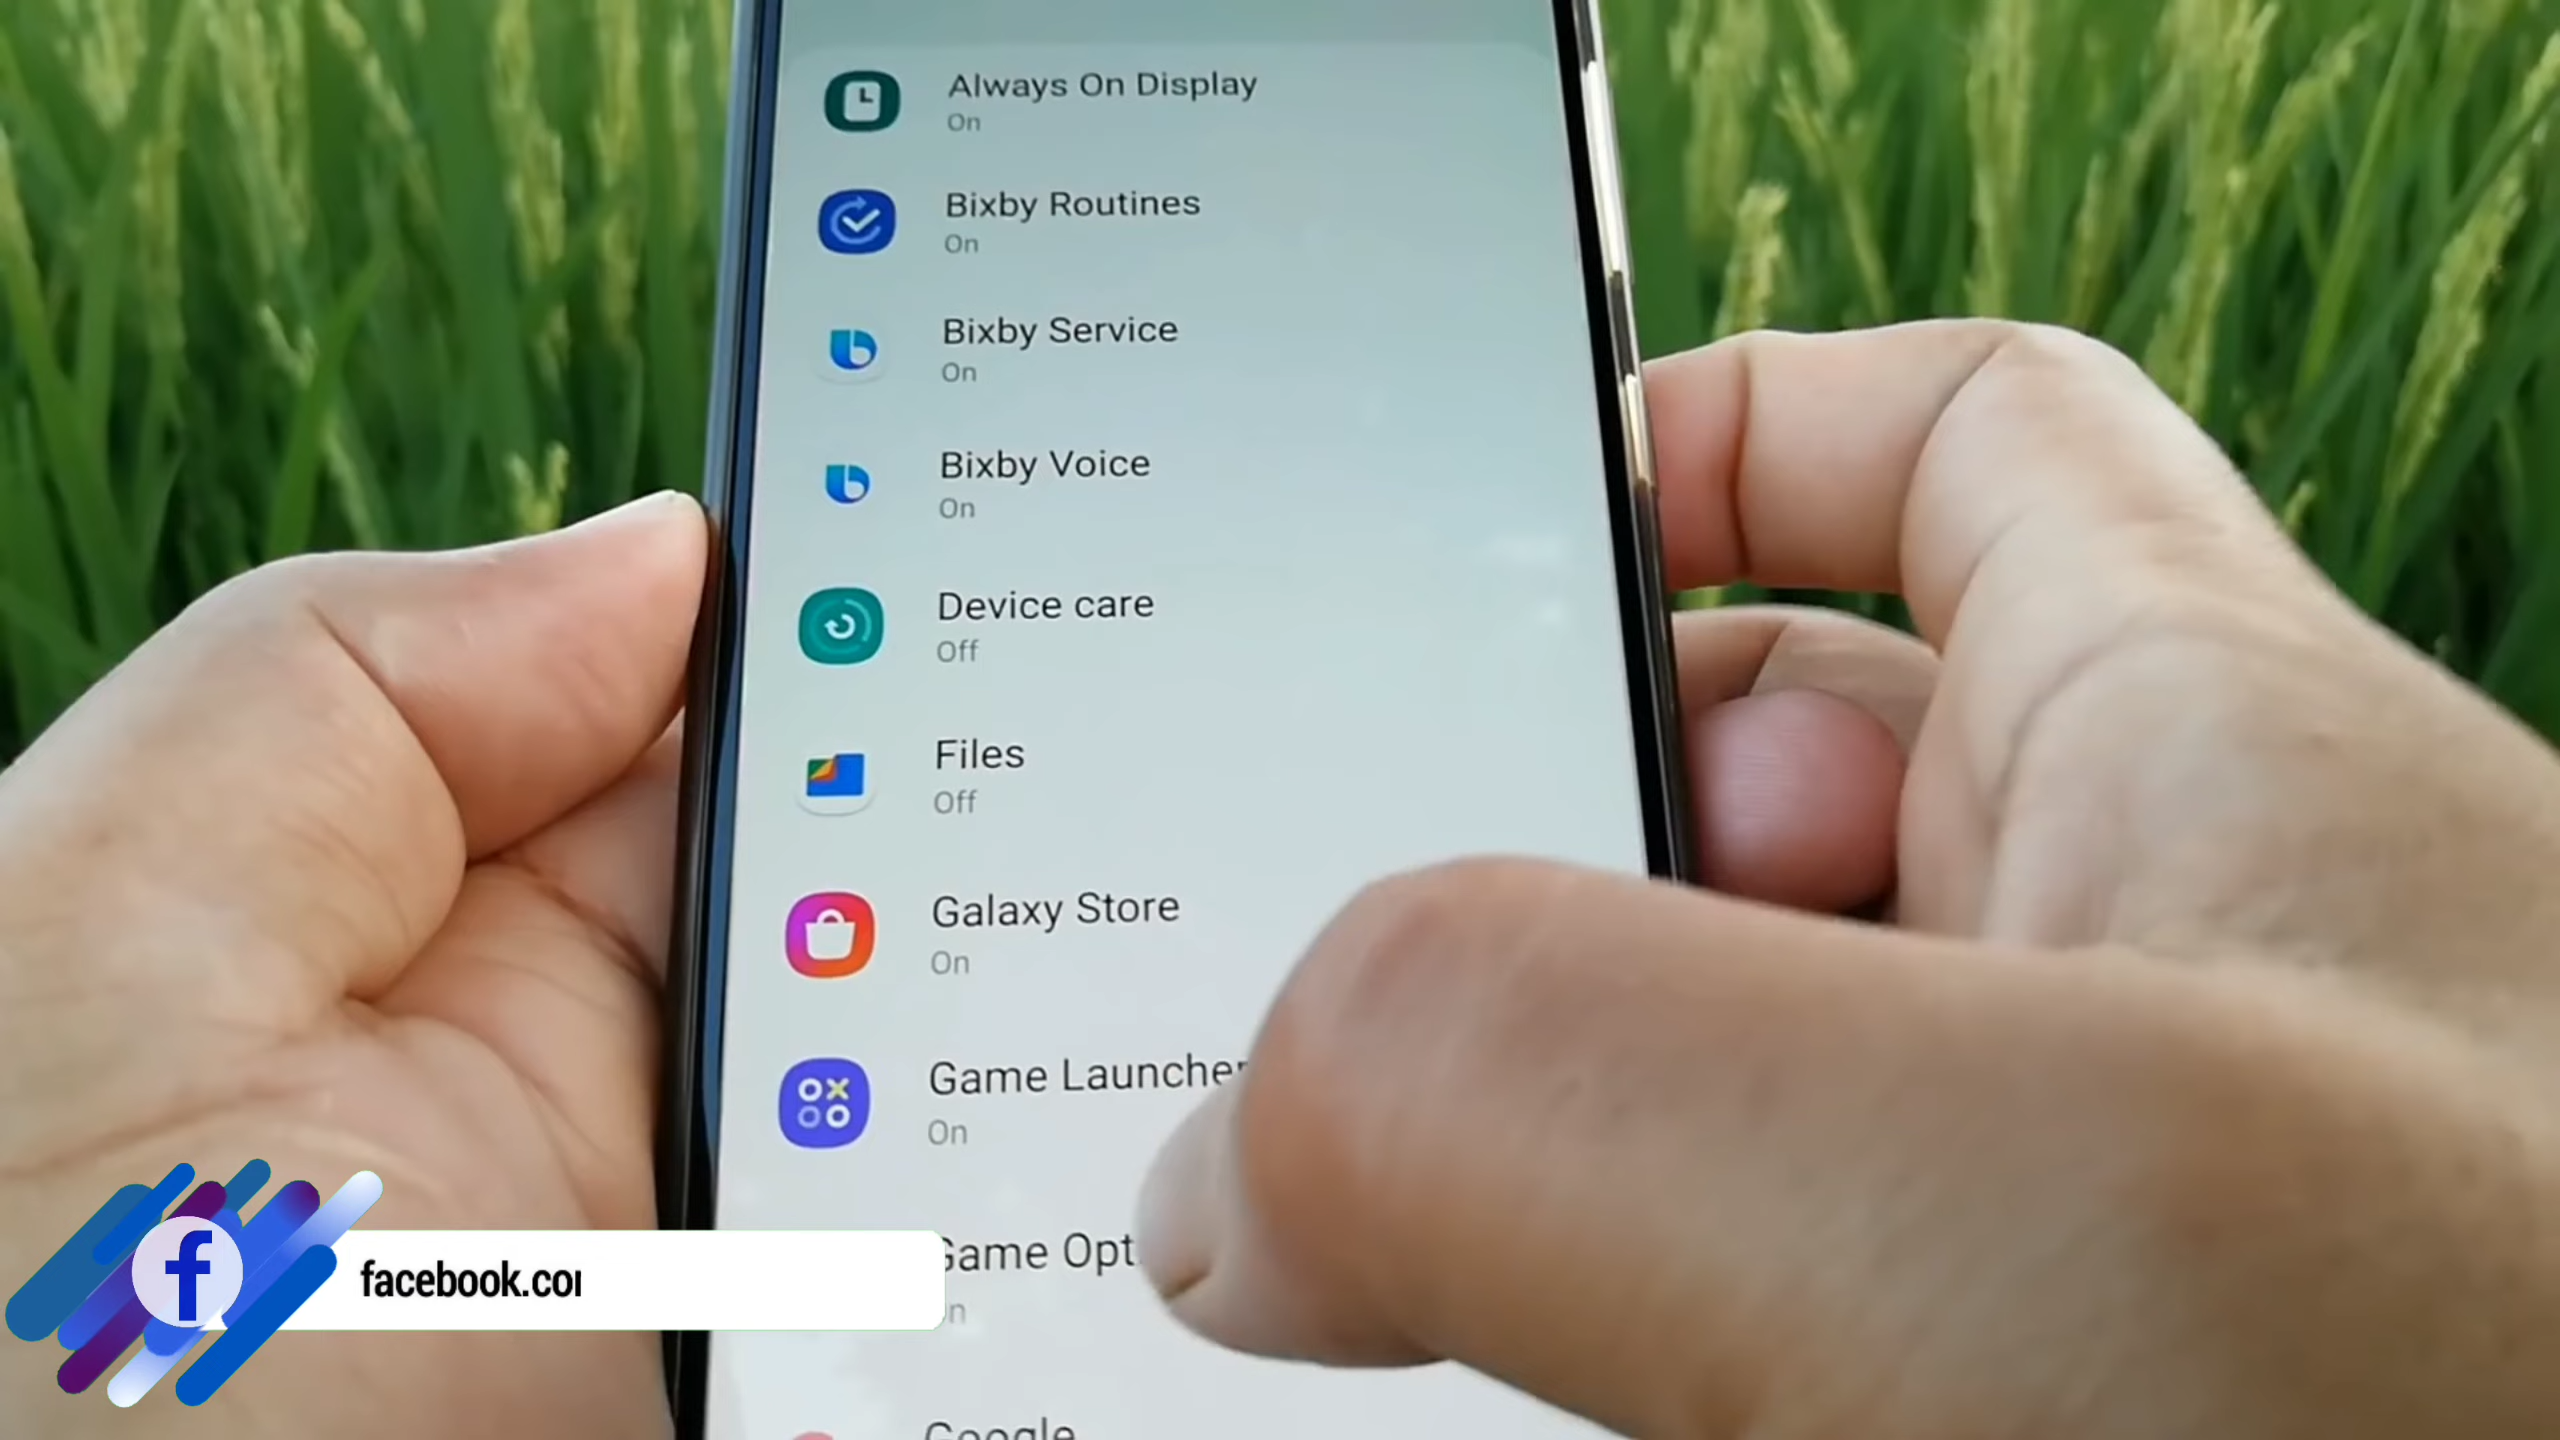 Always On Display
On
Bixby Routines
On
Bixby Service
On
Bixby Voice
On
Device care
Off
Files
Off
Galaxy Store
On
Game Launcher
On
Game Opt
facebook.co
Google